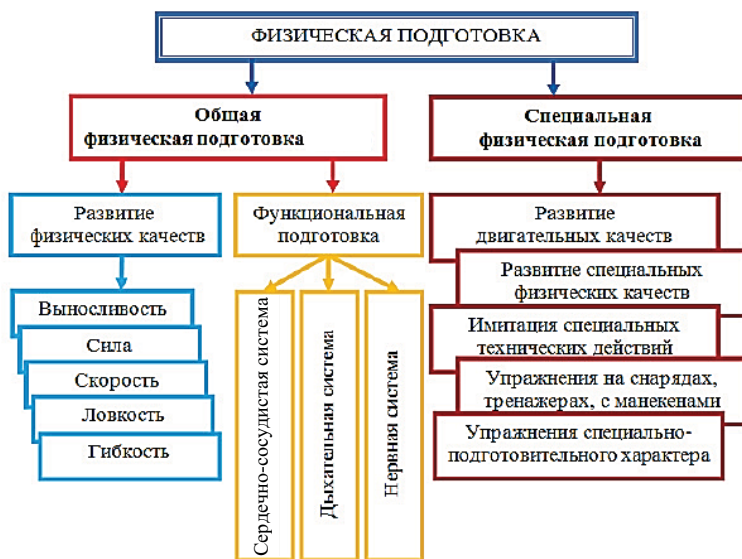 ФИЗИЧЕСКАЯ ПОДГОТОВКА
Общая
физическая подготовка
Специальная
физическая подготовка
Развитие
физических качеств
Функциональная
подготовка
Развитие
двигательных качеств
Развитие специальных
физических качеств
Имитация специальных
технических действий
Упражнения на снарядах,
тренажерах, с манекенами
Упражнения специально-
подготовительного характера
Выносливость
Сила
Скорость
Ловкость
Гибкость
Сердечно-сосудистая система
Дыхательная система
Нервная система